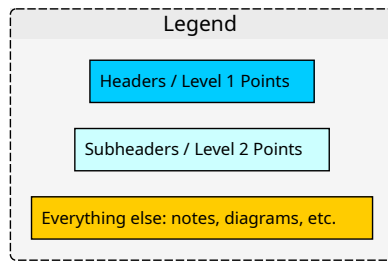 Legend
Headers / Level 1 Points
Subheaders / Level 2 Points
Everything else: notes, diagrams, etc.